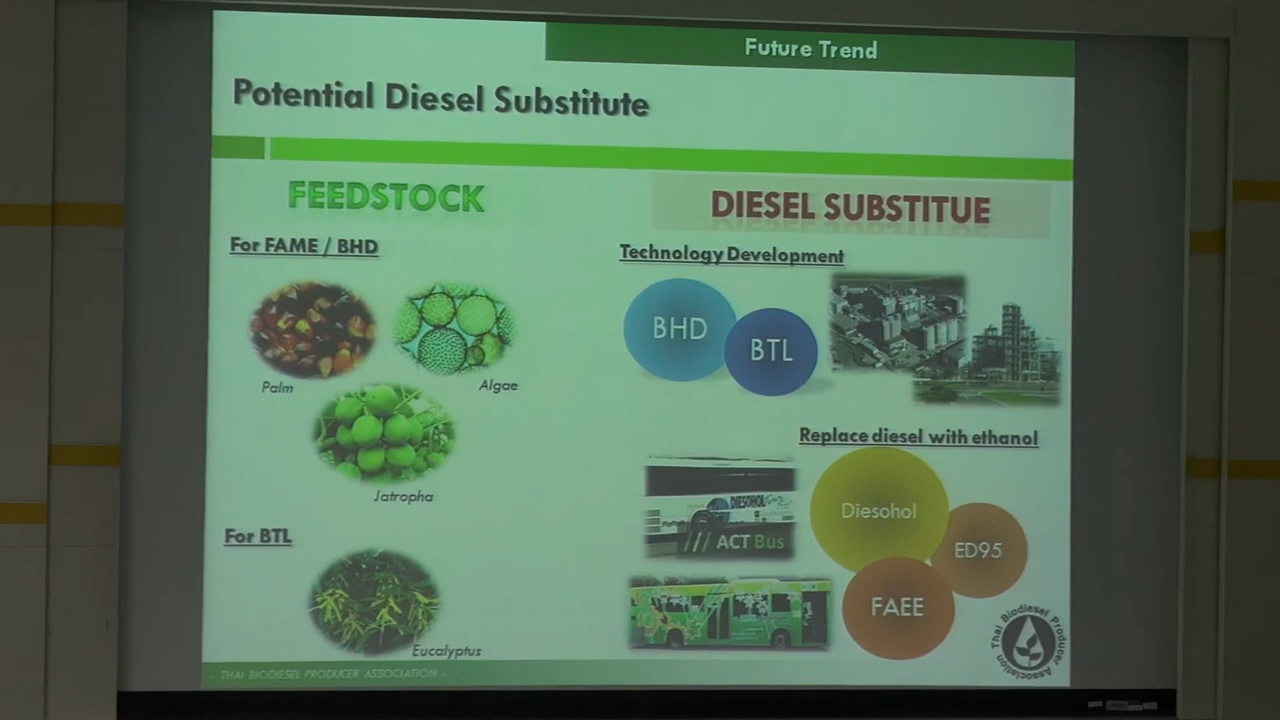 Future Trend
Potential Diesel Substitute
FEEDSTOCK
For FAME / BHD
Palm
Algae
Jatropha
For BTL
Eucalyptus
DIESEL SUBSTITUE
Technology Development
BHD
BTL
Replace diesel with ethanol
DIESOHOL
ACT Bus
Diesohol
ED95
FAEE
Thai Biodiesel Producer Association
- THAI BIODIESEL PRODUCER ASSOCIATION -